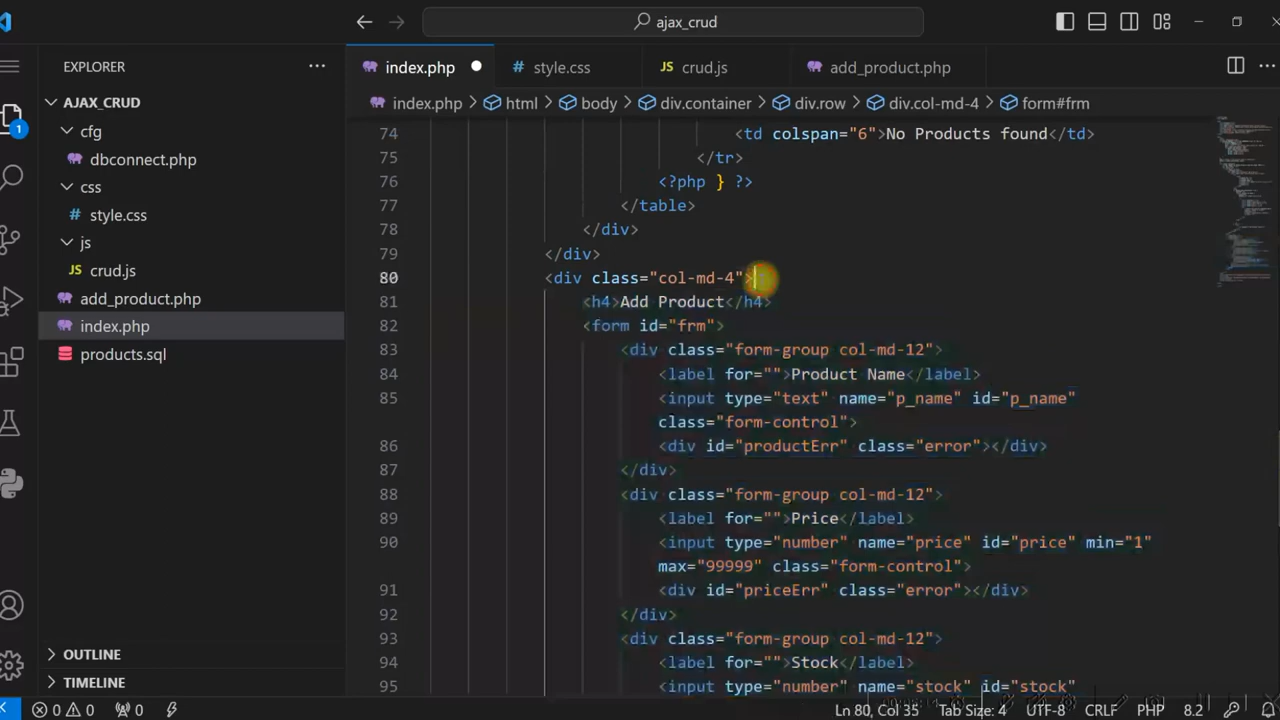 ajax_crud
EXPLORER
index.php
style.css
JS crud.js
add_product.php
AJAX_CRUD
index.php > html > body > div.container > div.row > div.col-md-4 > form#frm
cfg
dbconnect.php
css
# style.css
js
JS crud.js
add_product.php
index.php
products.sql
1
74 <td colspan="6">No Products found</td>
75 </tr>
76 <?php } ?>
77 </table>
78 </div>
79 </div>
80 <div class="col-md-4">
81 <h4>Add Product</h4>
82 <form id="frm">
83 <div class="form-group col-md-12">
84 <label for="">Product Name</label>
85 <input type="text" name="p_name" id="p_name"
class="form-control">
86 <div id="productErr" class="error"></div>
87 </div>
88 <div class="form-group col-md-12">
89 <label for="">Price</label>
90 <input type="number" name="price" id="price" min="1"
max="99999" class="form-control">
91 <div id="priceErr" class="error"></div>
92 </div>
93 <div class="form-group col-md-12">
94 <label for="">Stock</label>
95 <input type="number" name="stock" id="stock"
OUTLINE
TIMELINE
0 0 0 Ln 80, Col 35 Tab Size: 4 UTF-8 CRLF PHP 8.2